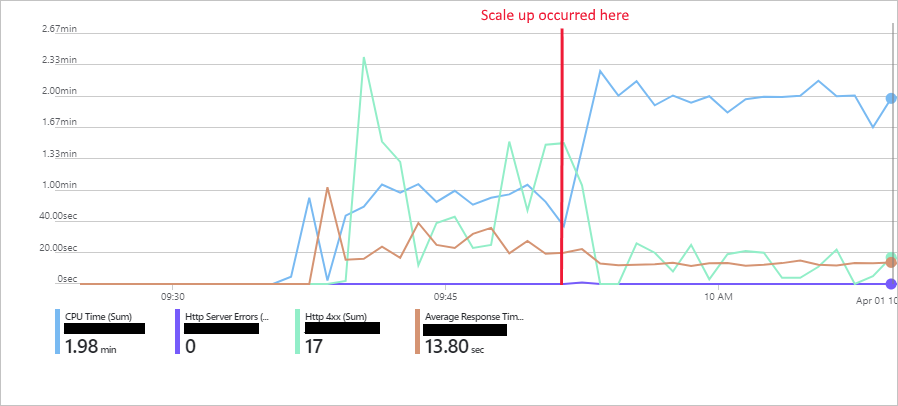 Scale up occurred here
2.67min
2.33min
2.00min
1.67min
1.33min
1.00min
40.00sec
20.00sec
0sec
09:30
09:45
10 AM
Apr 01 10
CPU Time (Sum)
1.98 min
Http Server Errors (...
0
Http 4xx (Sum)
17
Average Response Tim...
13.80 sec